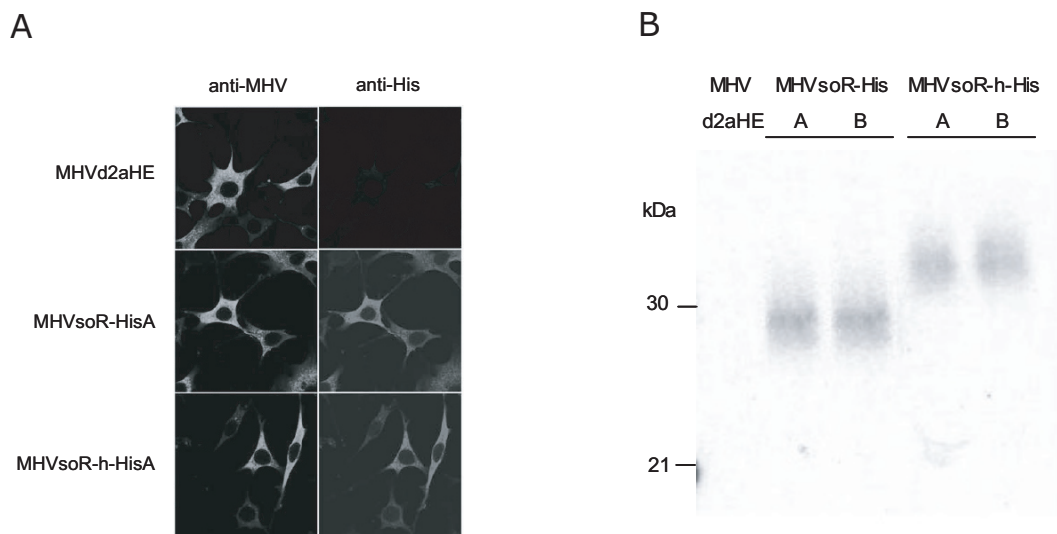 A
anti-MHV anti-His
MHVd2aHE
MHVsoR-HisA
MHVsoR-h-HisA
B
MHV MHVsoR-His MHVsoR-h-His
d2aHE A B A B
kDa
30
21